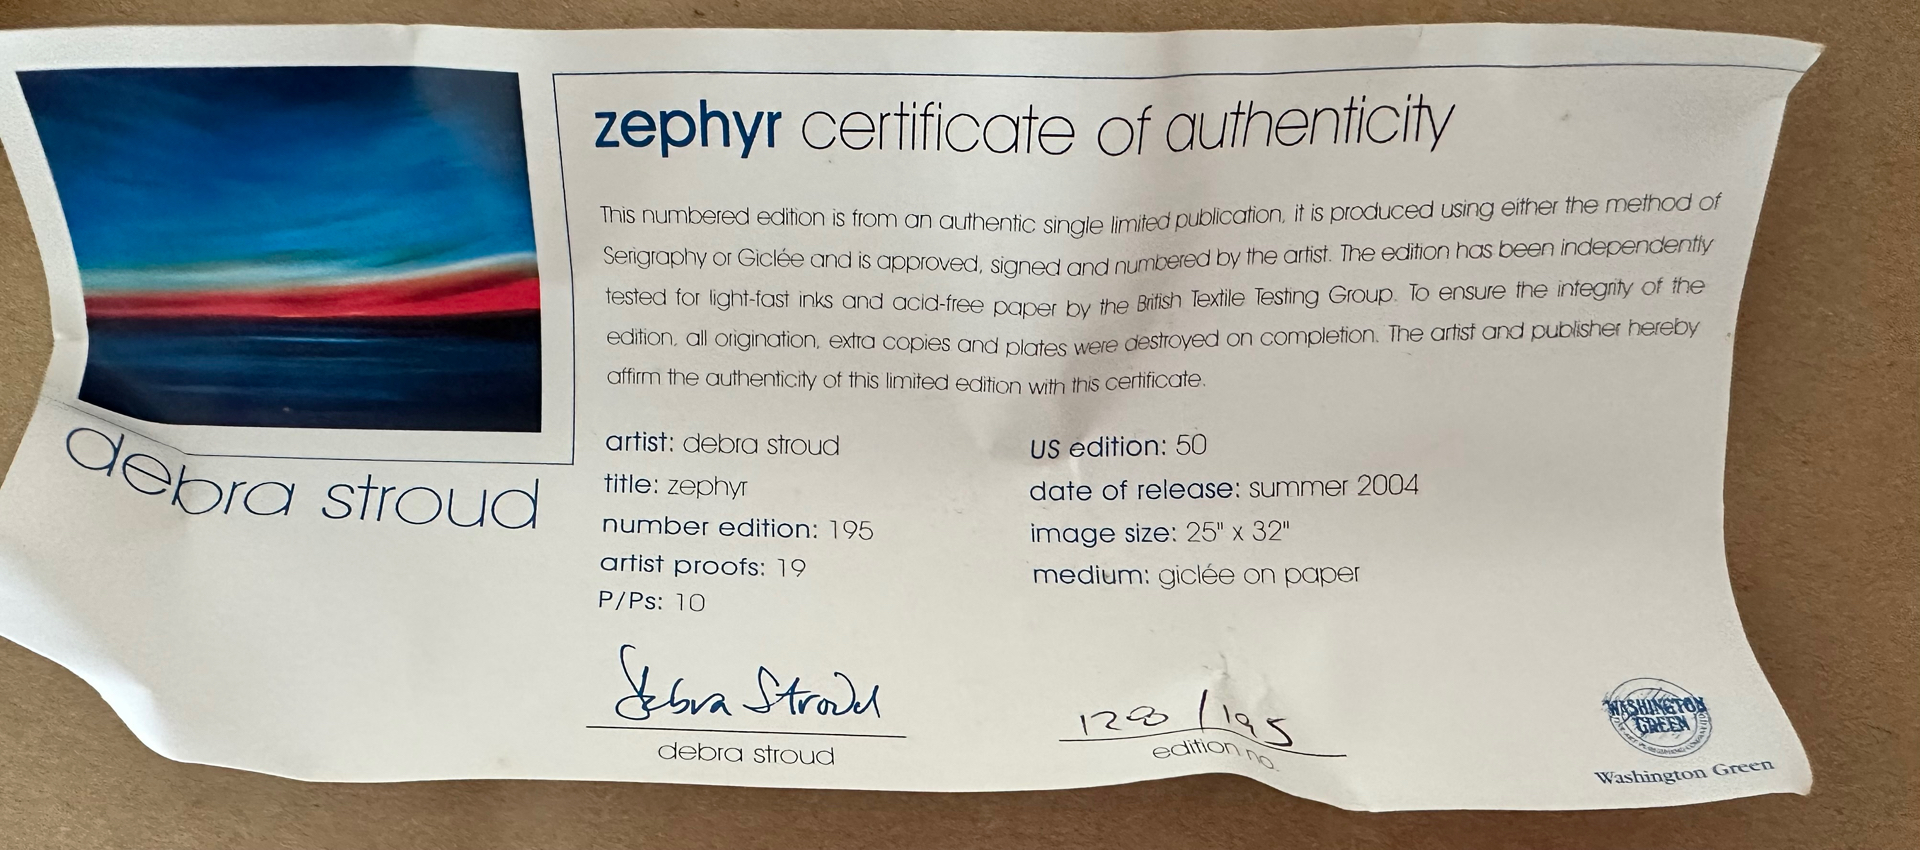 zephyr certificate of authenticity
This numbered edition is from an authentic single limited publication, it is produced using either the method of
Serigraphy or Giclée and is approved, signed and numbered by the artist. The edition has been independently
tested for light-fast inks and acid-free paper by the British Textile Testing Group. To ensure the integrity of the
edition, all origination, extra copies and plates were destroyed on completion. The artist and publisher hereby
affirm the authenticity of this limited edition with this certificate.
debra stroud
artist: debra stroud
title: zephyr
number edition: 195
artist proofs: 19
P/Ps: 10
US edition: 50
date of release: summer 2004
image size: 25" x 32"
medium: giclée on paper
Debra Stroud
debra stroud
/195
edition no.
WASHINGTON
GREEN
Washington Green